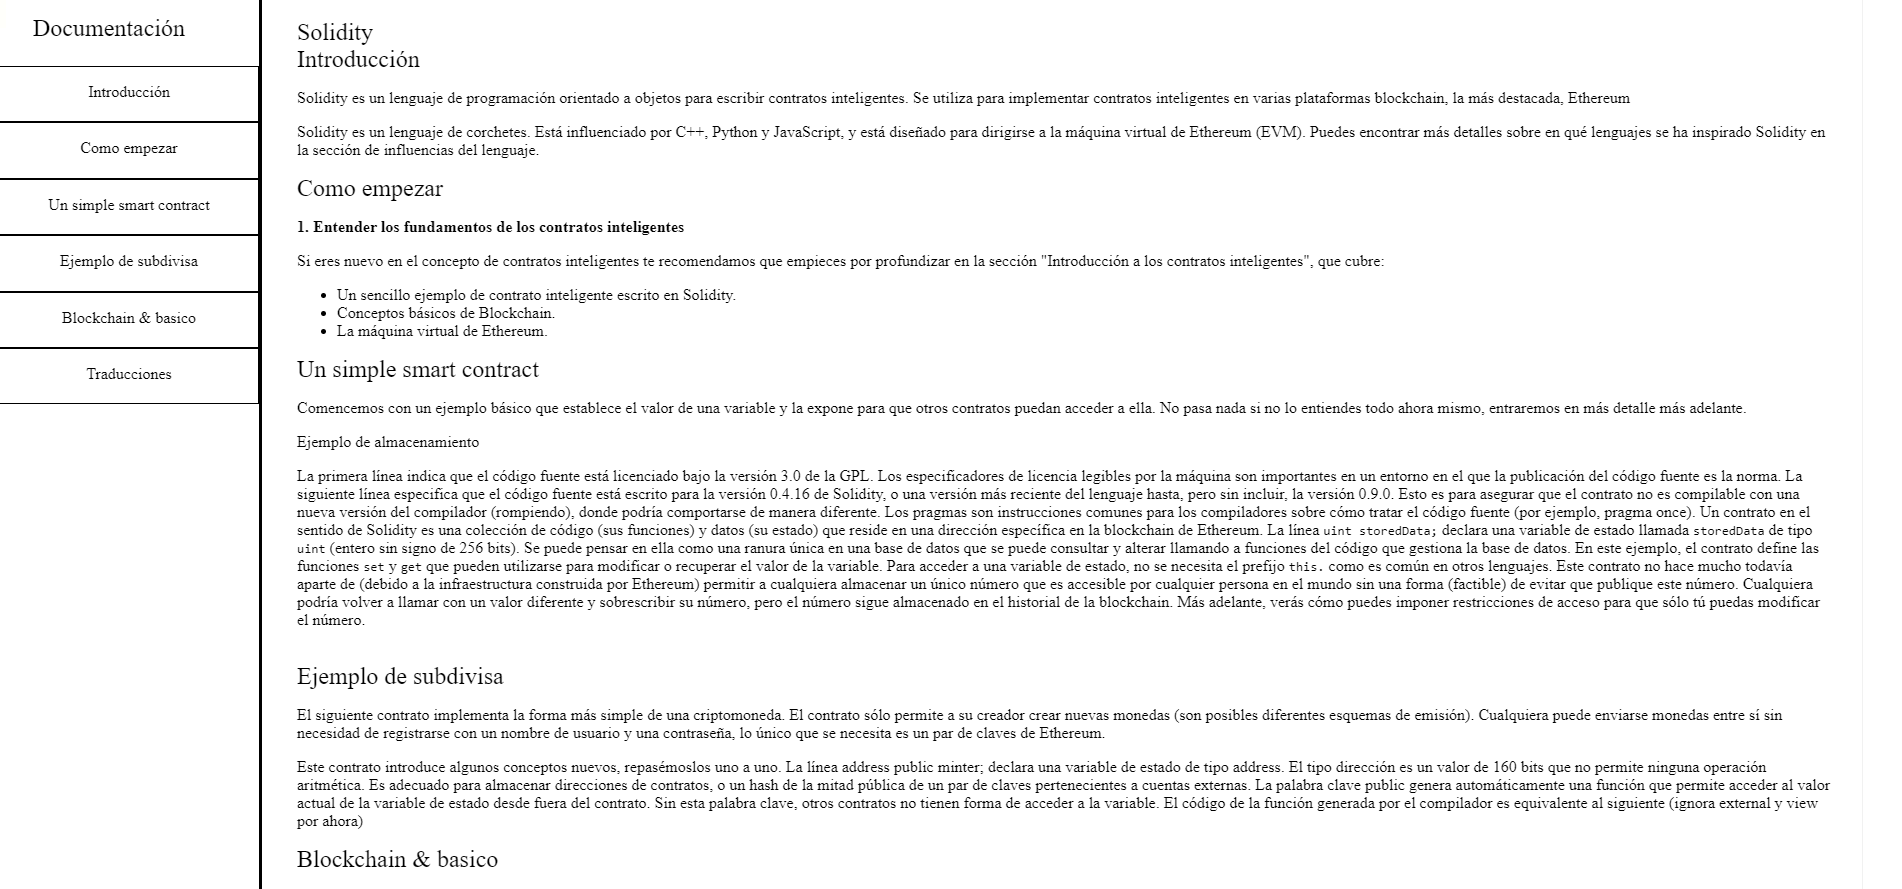 Documentación
Introducción
Como empezar
Un simple smart contract
Ejemplo de subdivisa
Blockchain & basico
Traducciones
Solidity
Introducción
Solidity es un lenguaje de programación orientado a objetos para escribir contratos inteligentes. Se utiliza para implementar contratos inteligentes en varias plataformas blockchain, la más destacada, Ethereum
Solidity es un lenguaje de corchetes. Está influenciado por C++, Python y JavaScript, y está diseñado para dirigirse a la máquina virtual de Ethereum (EVM). Puedes encontrar más detalles sobre en qué lenguajes se ha inspirado Solidity en
la sección de influencias del lenguaje.
Como empezar
1. Entender los fundamentos de los contratos inteligentes
Si eres nuevo en el concepto de contratos inteligentes te recomendamos que empieces por profundizar en la sección "Introducción a los contratos inteligentes", que cubre:
• Un sencillo ejemplo de contrato inteligente escrito en Solidity.
• Conceptos básicos de Blockchain.
• La máquina virtual de Ethereum.
Un simple smart contract
Comencemos con un ejemplo básico que establece el valor de una variable y la expone para que otros contratos puedan acceder a ella. No pasa nada si no lo entiendes todo ahora mismo, entraremos en más detalle más adelante.
Ejemplo de almacenamiento
La primera línea indica que el código fuente está licenciado bajo la versión 3.0 de la GPL. Los especificadores de licencia legibles por la máquina son importantes en un entorno en el que la publicación del código fuente es la norma. La
siguiente línea especifica que el código fuente está escrito para la versión 0.4.16 de Solidity, o una versión más reciente del lenguaje hasta, pero sin incluir, la versión 0.9.0. Esto es para asegurar que el contrato no es compilable con una
nueva versión del compilador (rompiendo), donde podría comportarse de manera diferente. Los pragmas son instrucciones comunes para los compiladores sobre cómo tratar el código fuente (por ejemplo, pragma once). Un contrato en el
sentido de Solidity es una colección de código (sus funciones) y datos (su estado) que reside en una dirección específica en la blockchain de Ethereum. La línea uint storedData; declara una variable de estado llamada storedData de tipo
uint (entero sin signo de 256 bits). Se puede pensar en ella como una ranura única en una base de datos que se puede consultar y alterar llamando a funciones del código que gestiona la base de datos. En este ejemplo, el contrato define las
funciones set y get que pueden utilizarse para modificar o recuperar el valor de la variable. Para acceder a una variable de estado, no se necesita el prefijo this. como es común en otros lenguajes. Este contrato no hace mucho todavía
aparte de (debido a la infraestructura construida por Ethereum) permitir a cualquiera almacenar un único número que es accesible por cualquier persona en el mundo sin una forma (factible) de evitar que publique este número. Cualquiera
podría volver a llamar con un valor diferente y sobrescribir su número, pero el número sigue almacenado en el historial de la blockchain. Más adelante, verás cómo puedes imponer restricciones de acceso para que sólo tú puedas modificar
el número.
Ejemplo de subdivisa
El siguiente contrato implementa la forma más simple de una criptomoneda. El contrato sólo permite a su creador crear nuevas monedas (son posibles diferentes esquemas de emisión). Cualquiera puede enviarse monedas entre sí sin
necesidad de registrarse con un nombre de usuario y una contraseña, lo único que se necesita es un par de claves de Ethereum.
Este contrato introduce algunos conceptos nuevos, repasémoslos uno a uno. La línea address public minter; declara una variable de estado de tipo address. El tipo dirección es un valor de 160 bits que no permite ninguna operación
aritmética. Es adecuado para almacenar direcciones de contratos, o un hash de la mitad pública de un par de claves pertenecientes a cuentas externas. La palabra clave public genera automáticamente una función que permite acceder al valor
actual de la variable de estado desde fuera del contrato. Sin esta palabra clave, otros contratos no tienen forma de acceder a la variable. El código de la función generada por el compilador es equivalente al siguiente (ignora external y view
por ahora)
Blockchain & basico